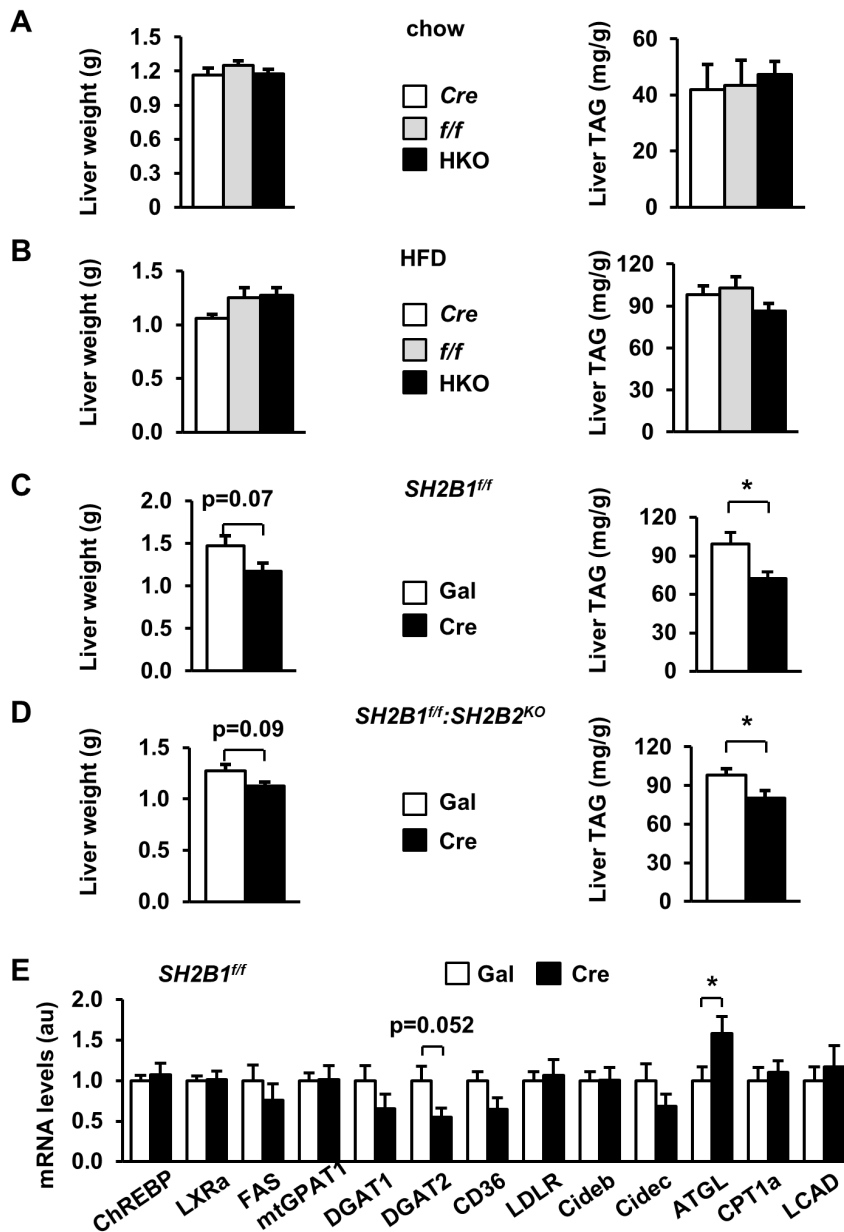 A
chow
Liver weight (g)
1.5
1.2
0.9
0.6
0.3
0
Cre
f/f
HKO
Liver TAG (mg/g)
60
40
20
0
B
HFD
Liver weight (g)
1.5
1.0
0.5
0.0
Cre
f/f
HKO
Liver TAG (mg/g)
120
90
60
30
0
C
SH2B1f/f
Liver weight (g)
2.0
1.5
1.0
0.5
0.0
p=0.07
Gal
Cre
Liver TAG (mg/g)
120
90
60
30
0
*
D
SH2B1f/f:SH2B2KO
Liver weight (g)
1.5
1.0
0.5
0.0
p=0.09
Gal
Cre
Liver TAG (mg/g)
120
90
60
30
0
*
E
SH2B1f/f
Gal
Cre
mRNA levels (au)
2.0
1.5
1.0
0.5
0.0
p=0.052
*
ChREBP
LXRa
FAS
mtGPAT1
DGAT1
DGAT2
CD36
LDLR
Cideb
Cidec
ATGL
CPT1a
LCAD